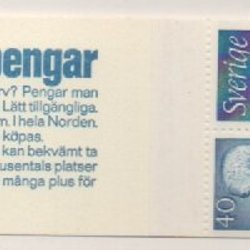 pengar
rv? Pengar man
Lätt tillgängliga.
n. I hela Norden.
köpas.
kan bekvämt ta
usentals platser
många plus för
Sverige
40